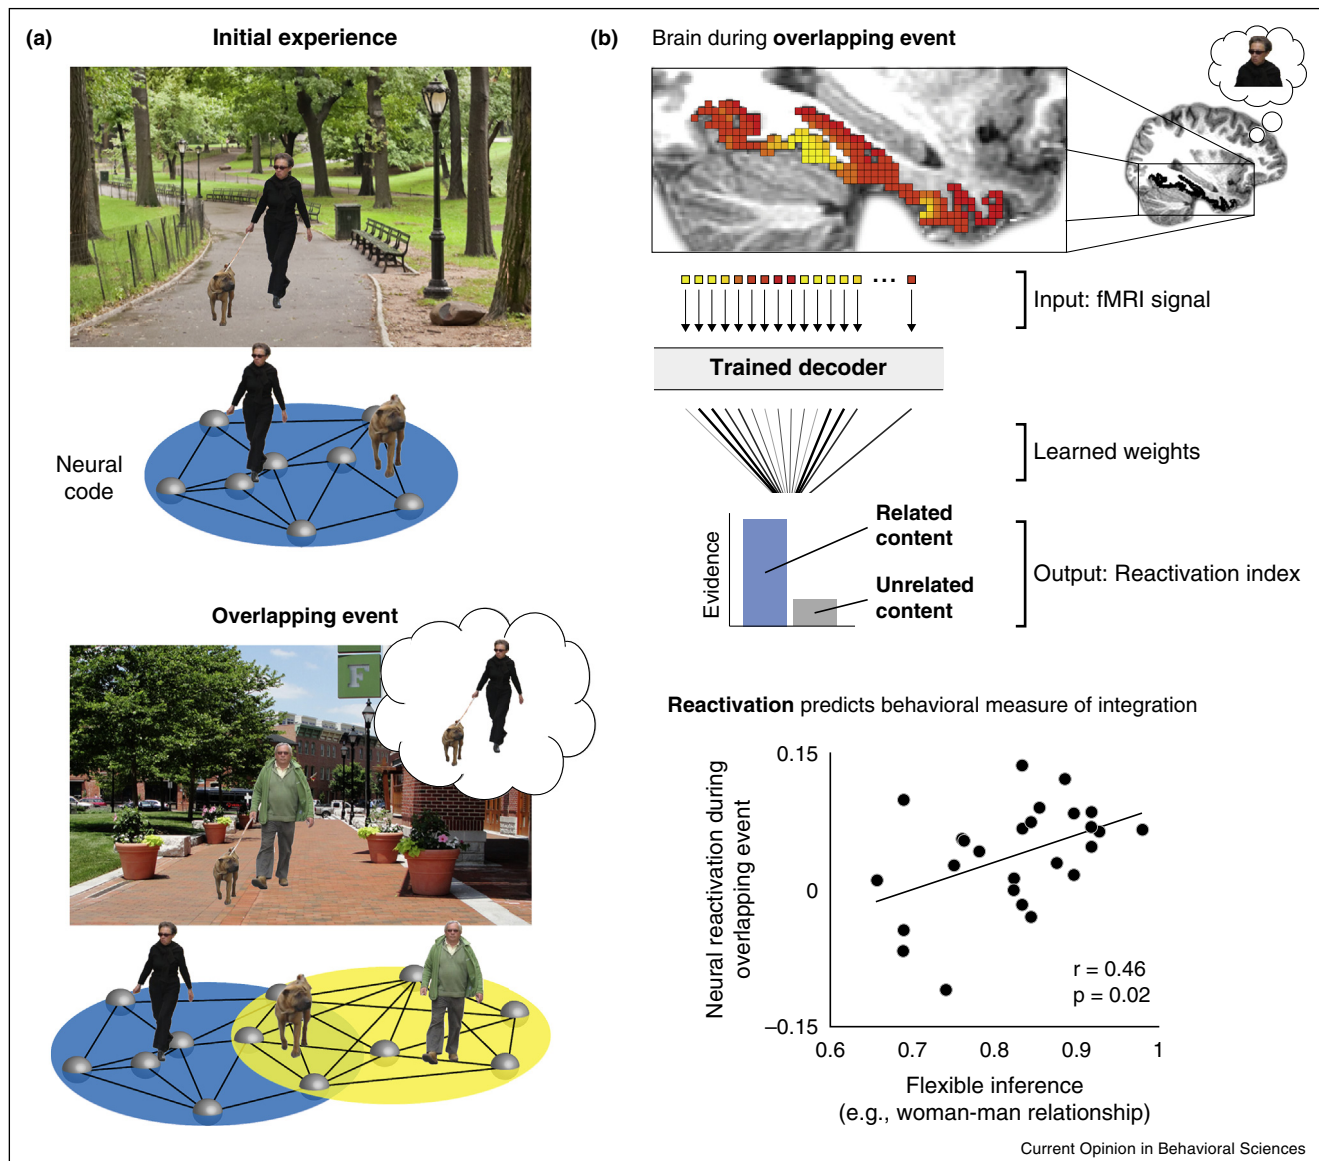 (a)
Initial experience
Neural
code
Overlapping event
F
(b)
Brain during overlapping event
Input: fMRI signal
...
Trained decoder
Learned weights
Evidence
Related
content
Unrelated
content
Output: Reactivation index
Reactivation predicts behavioral measure of integration
Neural reactivation during
overlapping event
0.15
0
–0.15
r = 0.46
p = 0.02
0.6 0.7 0.8 0.9 1
Flexible inference
(e.g., woman-man relationship)
Current Opinion in Behavioral Sciences